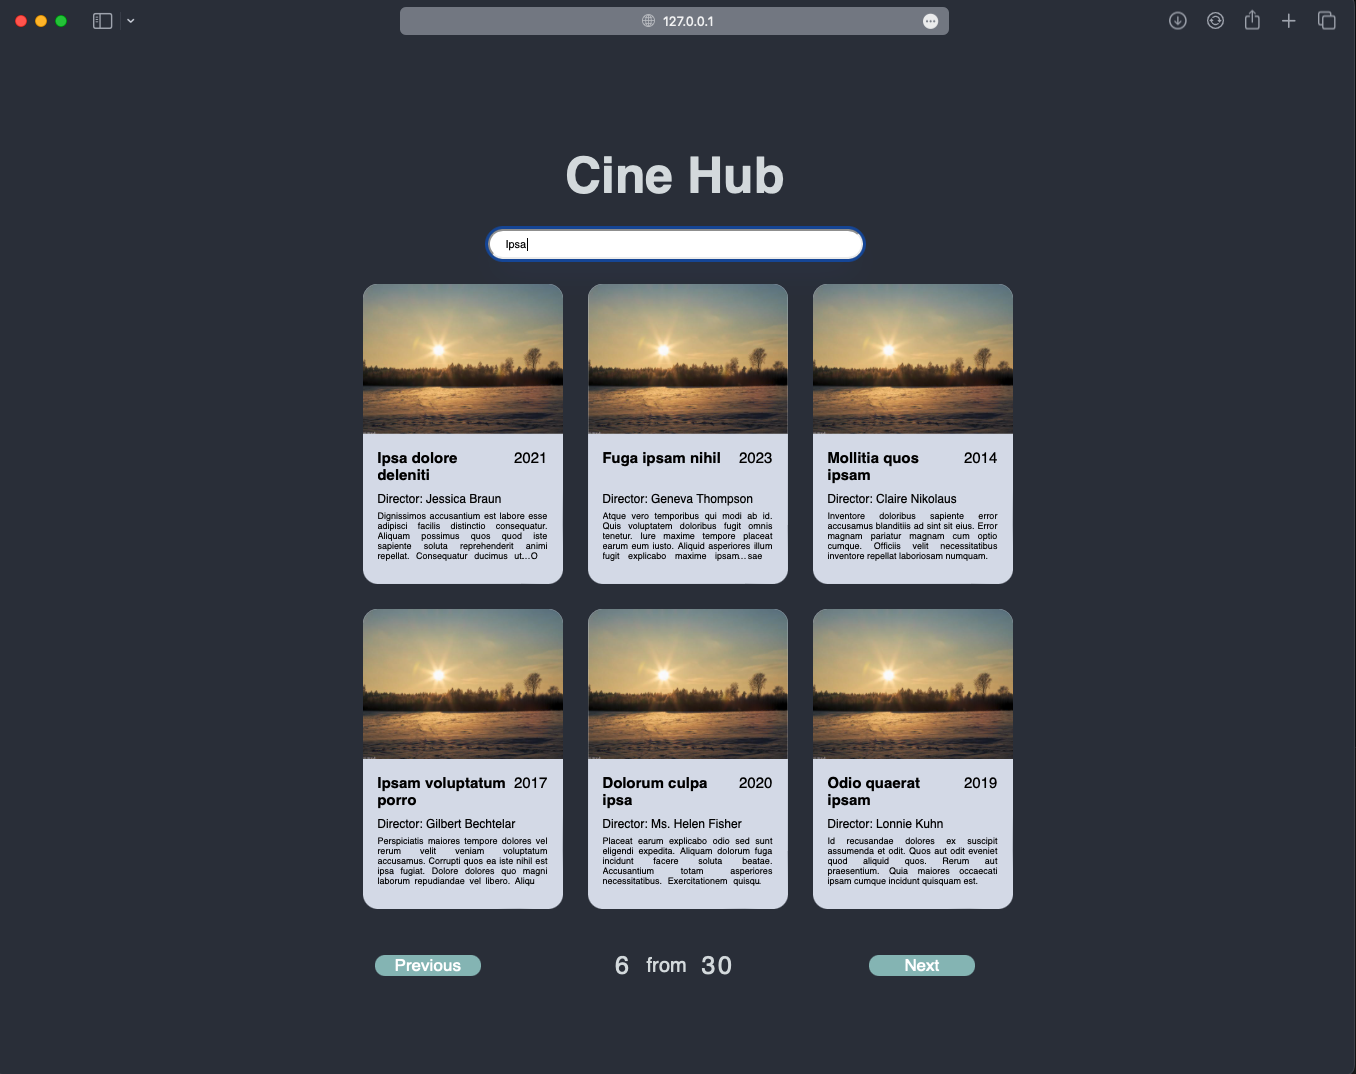 127.0.0.1
Cine Hub
Ipsa
Ipsa dolore 2021
deleniti
Director: Jessica Braun
Dignissimos accusantium est labore esse
adipisci facilis distinctio consequatur.
Aliquam possimus quos quod iste
sapiente soluta reprehenderit animi
repellat. Consequatur ducimus ut...O
Fuga ipsam nihil 2023
Director: Geneva Thompson
Atque vero temporibus qui modi ab id.
Quis voluptatem doloribus fugit omnis
tenetur. Iure maxime tempore placeat
earum eum iusto. Aliquid asperiores illum
fugit explicabo maxime ipsam...sae
Mollitia quos 2014
ipsam
Director: Claire Nikolaus
Inventore doloribus sapiente error
accusamus blanditiis ad sint sit eius. Error
magnam pariatur magnam cum optio
cumque. Officiis velit necessitatibus
inventore repellat laboriosam numquam.
Ipsam voluptatum 2017
porro
Director: Gilbert Bechtelar
Perspiciatis maiores tempore dolores vel
rerum velit veniam voluptatum
accusamus. Corrupti quos ea iste nihil est
ipsa fugiat. Dolore dolores quo magni
laborum repudiandae vel libero. Aliqu
Dolorum culpa 2020
ipsa
Director: Ms. Helen Fisher
Placeat earum explicabo odio sed sunt
eligendi expedita. Aliquam dolorum fuga
incidunt facere soluta beatae.
Accusantium totam asperiores
necessitatibus. Exercitationem quisqu.
Odio quaerat 2019
ipsam
Director: Lonnie Kuhn
Id recusandae dolores ex suscipit
assumenda et odit. Quos aut odit eveniet
quod aliquid quos. Rerum aut
praesentium. Quia maiores occaecati
ipsam cumque incidunt quisquam est.
Previous
6 from 30
Next